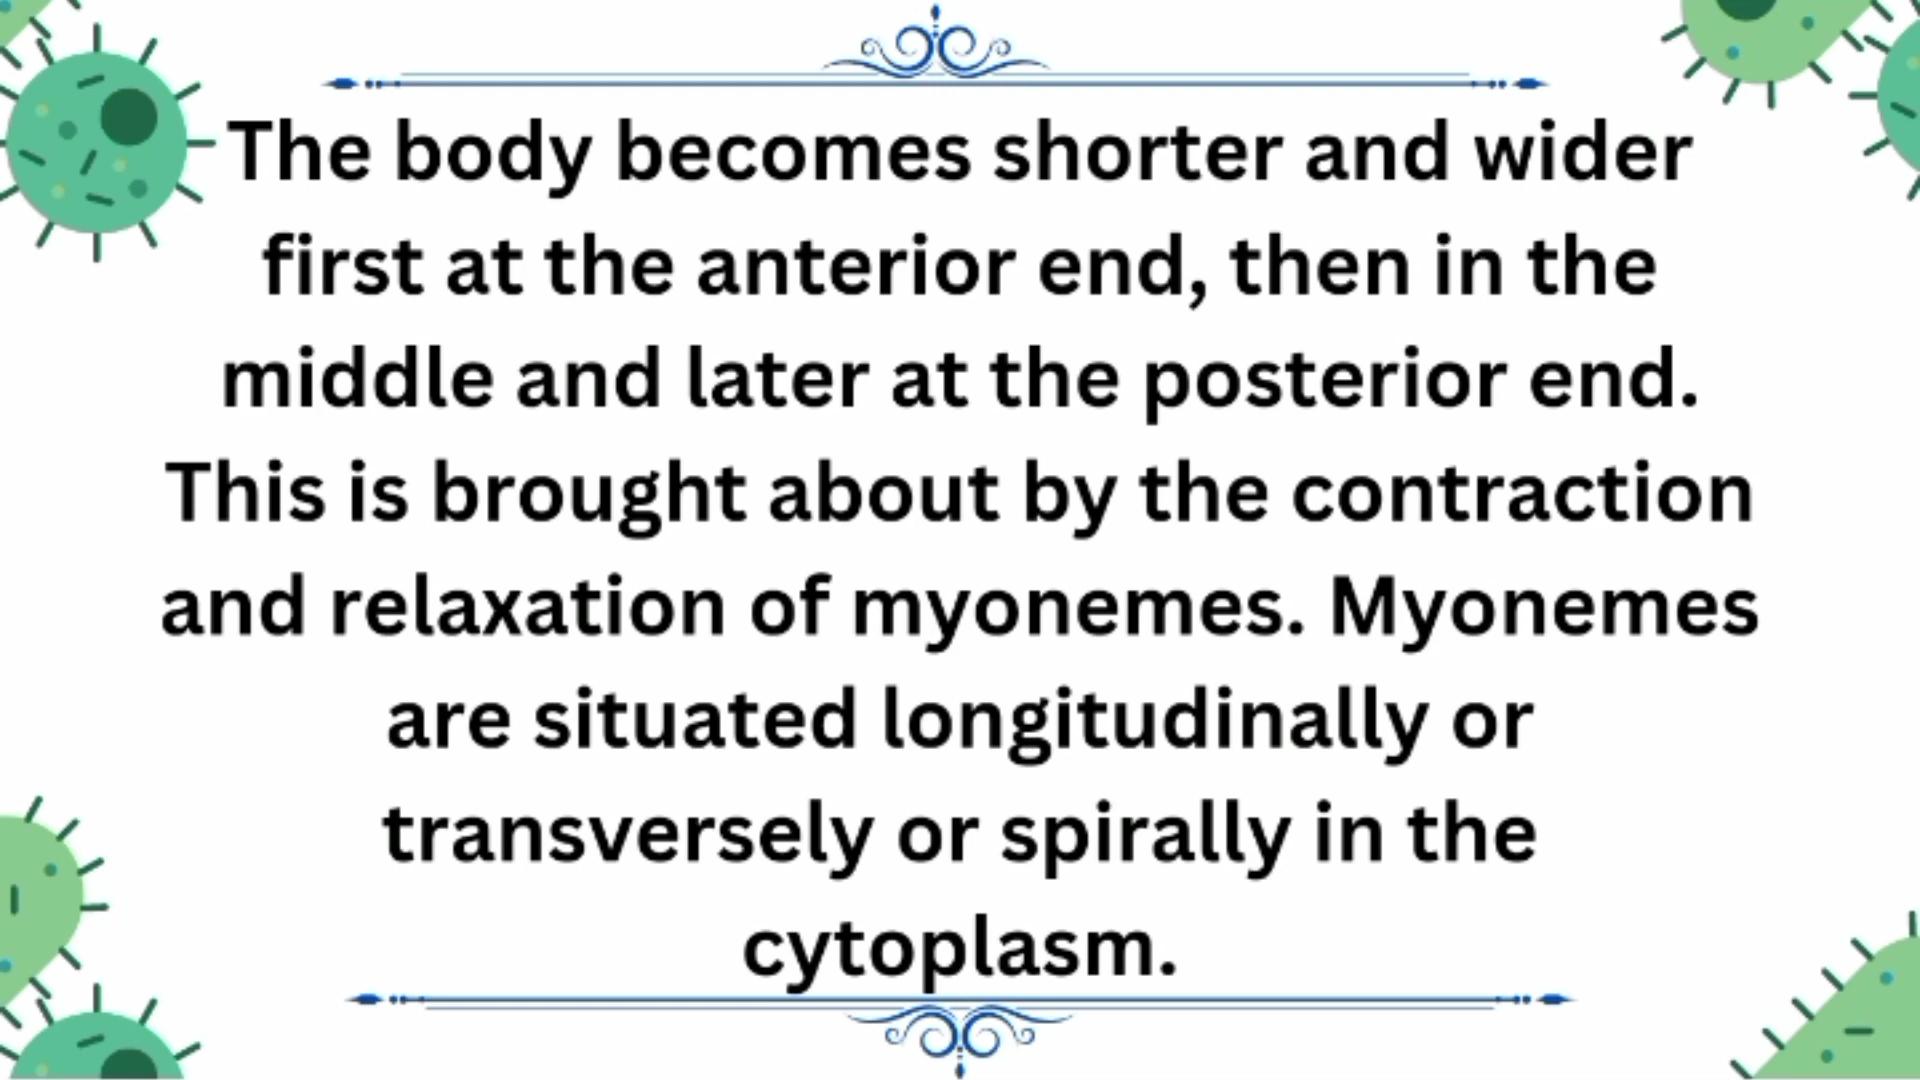 The body becomes shorter and wider
first at the anterior end, then in the
middle and later at the posterior end.
This is brought about by the contraction
and relaxation of myonemes. Myonemes
are situated longitudinally or
transversely or spirally in the
cytoplasm.